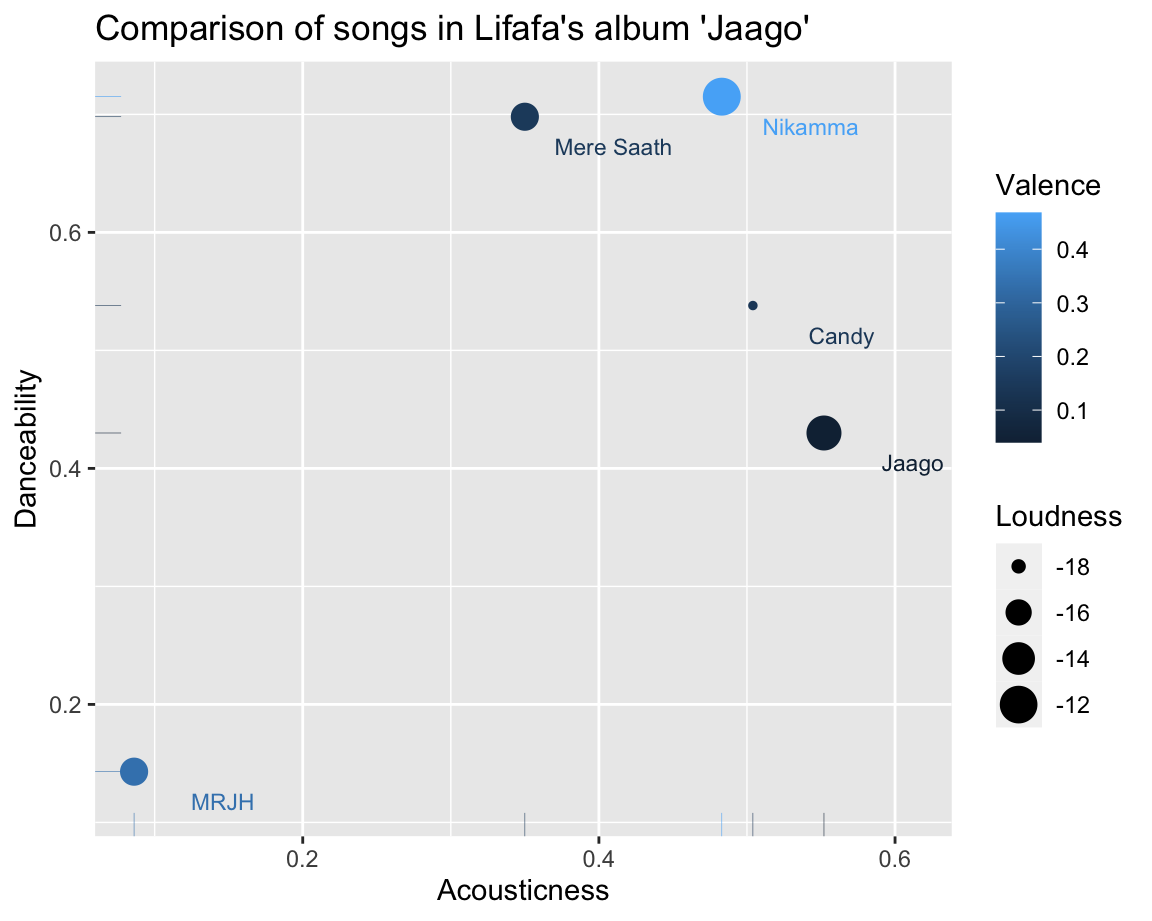 Comparison of songs in Lifafa's album 'Jaago'
Danceability
0.6
0.4
0.2
Nikamma
Mere Saath
Candy
Jaago
MRJH
0.2 0.4 0.6
Acousticness
Valence
0.4
0.3
0.2
0.1
Loudness
-18
-16
-14
-12